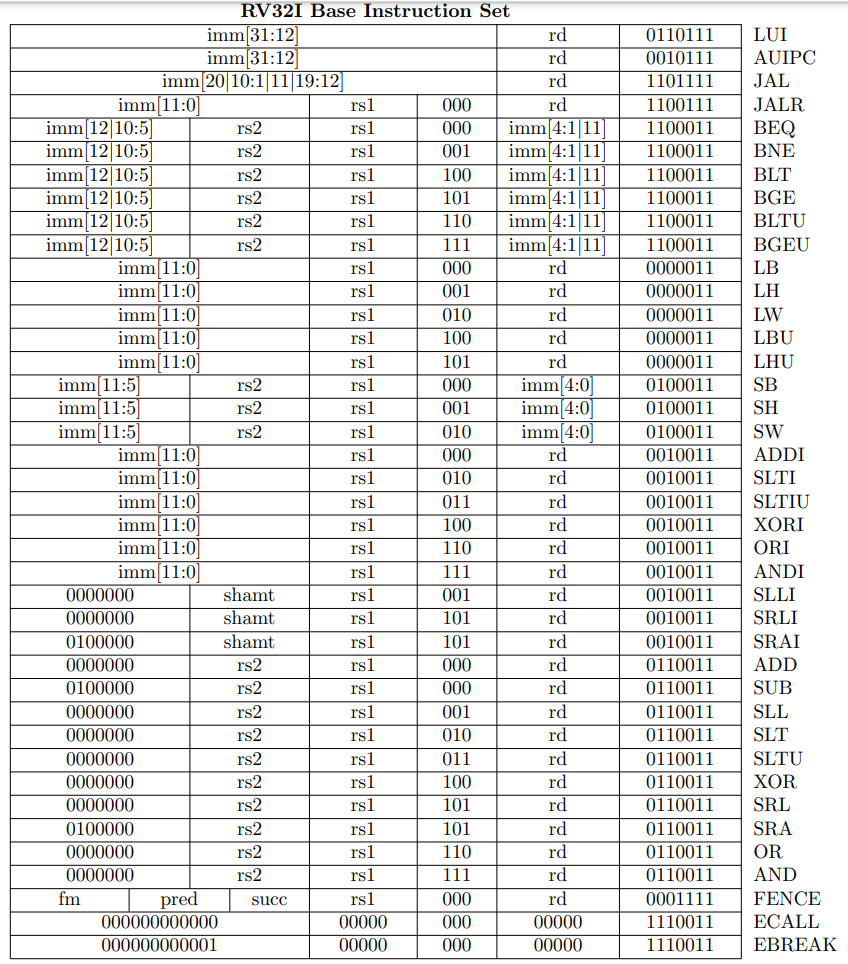 RV32I Base Instruction Set
imm[31:12] rd 0110111 LUI
imm[31:12] rd 0010111 AUIPC
imm[20|10:1|11|19:12] rd 1101111 JAL
imm[11:0] rs1 000 rd 1100111 JALR
imm[12|10:5] rs2 rs1 000 imm[4:1|11] 1100011 BEQ
imm[12|10:5] rs2 rs1 001 imm[4:1|11] 1100011 BNE
imm[12|10:5] rs2 rs1 100 imm[4:1|11] 1100011 BLT
imm[12|10:5] rs2 rs1 101 imm[4:1|11] 1100011 BGE
imm[12|10:5] rs2 rs1 110 imm[4:1|11] 1100011 BLTU
imm[12|10:5] rs2 rs1 111 imm[4:1|11] 1100011 BGEU
imm[11:0] rs1 000 rd 0000011 LB
imm[11:0] rs1 001 rd 0000011 LH
imm[11:0] rs1 010 rd 0000011 LW
imm[11:0] rs1 100 rd 0000011 LBU
imm[11:0] rs1 101 rd 0000011 LHU
imm[11:5] rs2 rs1 000 imm[4:0] 0100011 SB
imm[11:5] rs2 rs1 001 imm[4:0] 0100011 SH
imm[11:5] rs2 rs1 010 imm[4:0] 0100011 SW
imm[11:0] rs1 000 rd 0010011 ADDI
imm[11:0] rs1 010 rd 0010011 SLTI
imm[11:0] rs1 011 rd 0010011 SLTIU
imm[11:0] rs1 100 rd 0010011 XORI
imm[11:0] rs1 110 rd 0010011 ORI
imm[11:0] rs1 111 rd 0010011 ANDI
0000000 shamt rs1 001 rd 0010011 SLLI
0000000 shamt rs1 101 rd 0010011 SRLI
0100000 shamt rs1 101 rd 0010011 SRAI
0000000 rs2 rs1 000 rd 0110011 ADD
0100000 rs2 rs1 000 rd 0110011 SUB
0000000 rs2 rs1 001 rd 0110011 SLL
0000000 rs2 rs1 010 rd 0110011 SLT
0000000 rs2 rs1 011 rd 0110011 SLTU
0000000 rs2 rs1 100 rd 0110011 XOR
0000000 rs2 rs1 101 rd 0110011 SRL
0100000 rs2 rs1 101 rd 0110011 SRA
0000000 rs2 rs1 110 rd 0110011 OR
0000000 rs2 rs1 111 rd 0110011 AND
fm pred succ rs1 000 rd 0001111 FENCE
000000000000 00000 000 00000 1110011 ECALL
000000000001 00000 000 00000 1110011 EBREAK